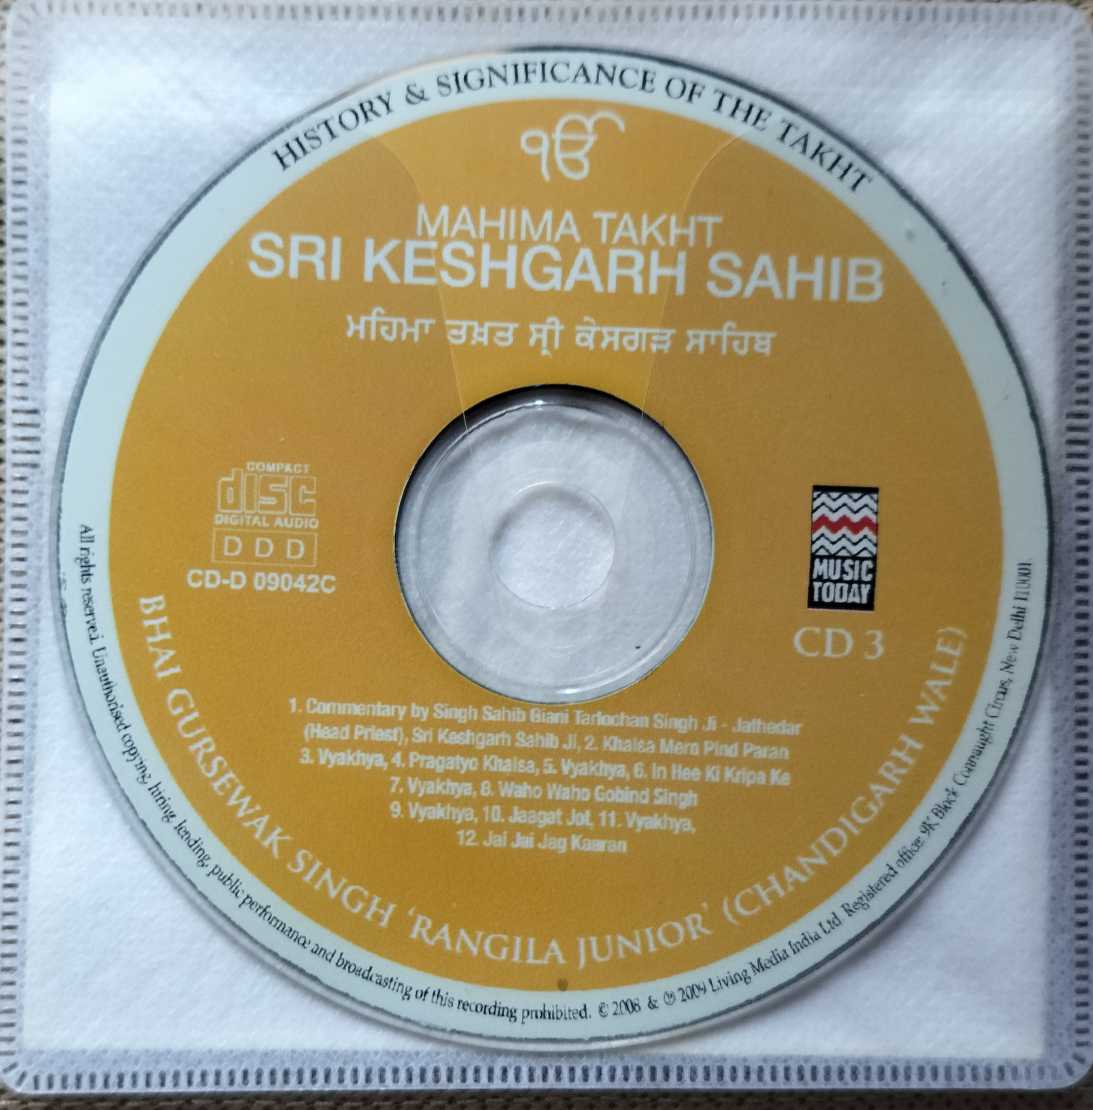 HISTORY & SIGNIFICANCE OF THE TAKHT
ੴ
MAHIMA TAKHT
SRI KESHGARH SAHIB
ਮਹਿਮਾ ਤਖ਼ਤ ਸ੍ਰੀ ਕੇਸਗੜ ਸਾਹਿਬ
COMPACT
disc
DIGITAL AUDIO
DDD
CD-D 09042C
MUSIC
TODAY
CD 3
1. Commentary by Singh Sahib Giani Tarlochan Singh Ji - Jathedar
(Head Priest), Sri Keshgarh Sahib Ji, 2. Khalsa Mero Pind Paran
3. Vyakhya, 4. Pragatyo Khalsa, 5. Vyakhya, 6. In Hee Ki Kripa Ke
7. Vyakhya, 8. Waho Waho Gobind Singh
9. Vyakhya, 10. Jaagat Jot, 11. Vyakhya,
12. Jai Jai Jag Kaaran
BHAI GURSEWAK SINGH 'RANGILA JUNIOR' (CHANDIGARH WALE)
All rights reserved. Unauthorised copying, hiring, lending, public performance and broadcasting of this recording prohibited. © 2008 & ℗ 2009 Living Media India Ltd Registered office: 9K Block Connaught Circus, New Delhi 110001